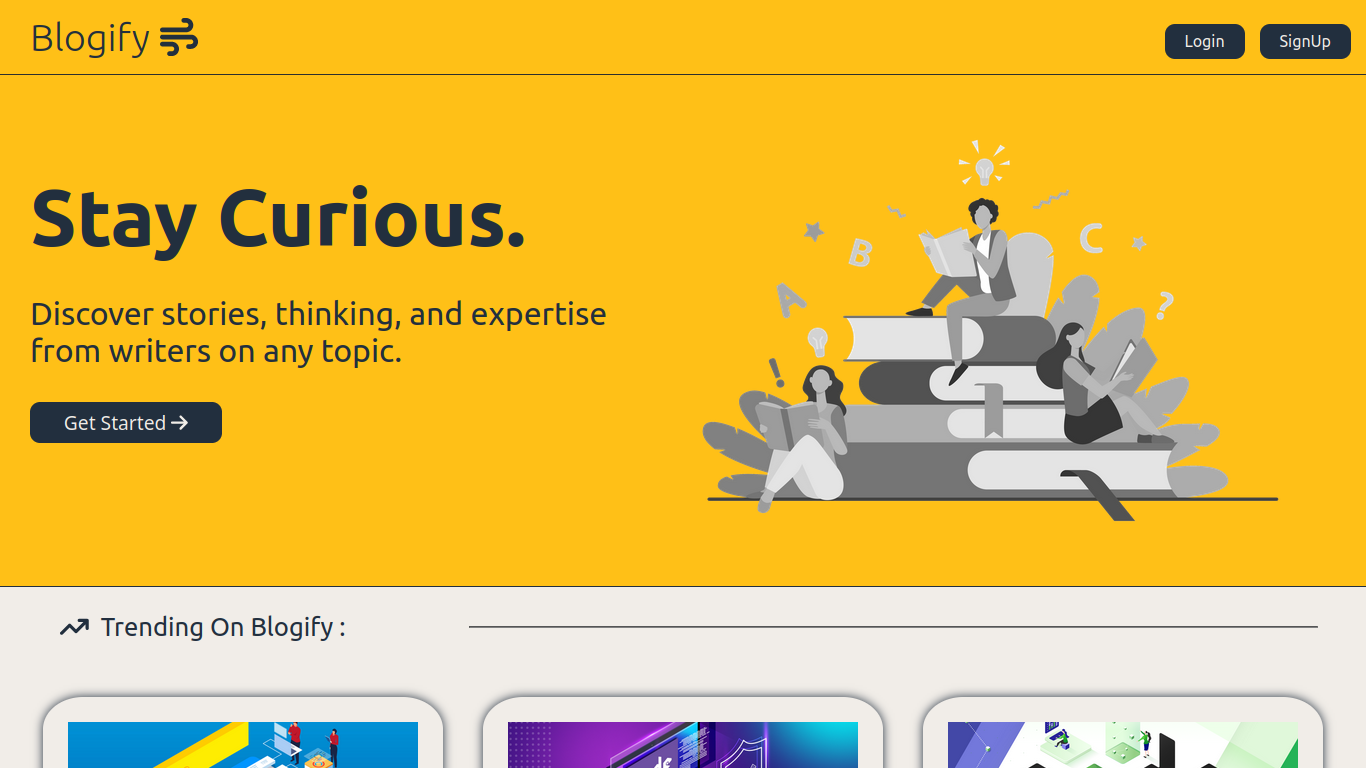 Blogify
Login
SignUp
Stay Curious.
Discover stories, thinking, and expertise
from writers on any topic.
Get Started →
A
B
C
?
!
Trending On Blogify :